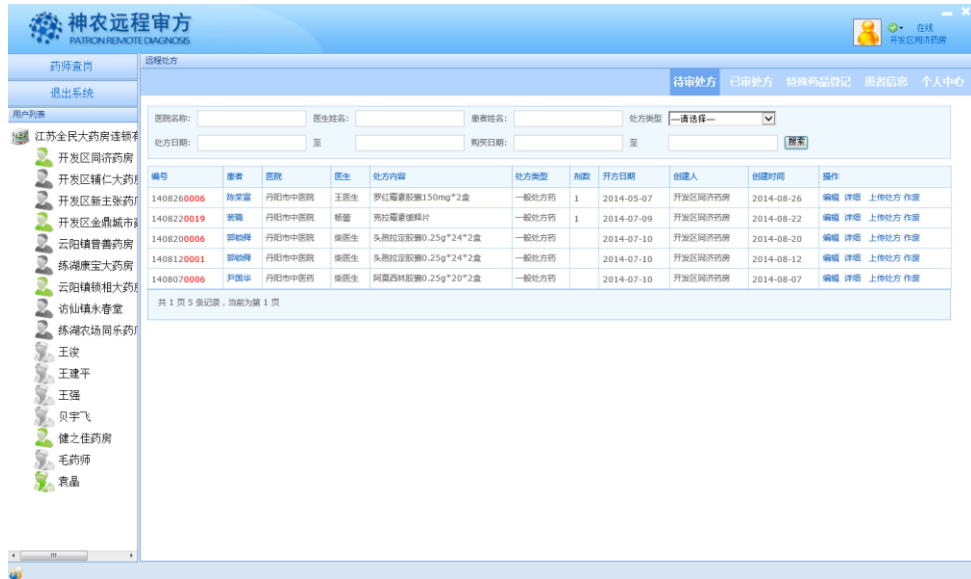 神农远程审方
PATRON REMOTE DIAGNOSIS
在线
开发区同济药房
药师查岗
退出系统
用户列表
江苏全民大药房连锁有
开发区同济药房
开发区辅仁大药房
开发区新主张药房
开发区金鼎城市
云阳镇普善药房
练湖康宝大药房
云阳镇锁相大药房
访仙镇永春堂
练湖农场同乐药房
王浚
王建平
王强
贝宇飞
健之佳药房
毛药师
袁晶
远程处方
待审处方 已审处方 特殊药品登记 患者信息 个人中心
医院名称: 医生姓名: 患者姓名: 处方类型 —请选择—
处方日期: 至 购买日期: 至 搜索
编号 患者 医院 医生 处方内容 处方类型 剂数 开方日期 创建人 创建时间 操作
1408260006 陈荣富 丹阳市中医院 王医生 罗红霉素胶囊150mg*2盒 一般处方药 1 2014-05-07 开发区同济药房 2014-08-26 编辑 详细 上传处方 作废
1408220019 装璐 丹阳市中医院 杨蕾 克拉霉素缓释片 一般处方药 1 2014-07-09 开发区同济药房 2014-08-22 编辑 详细 上传处方 作废
1408200006 丹阳市中医院 柴医生 头孢拉定胶囊0.25g*24*2盒 一般处方药 2014-07-10 开发区同济药房 2014-08-20 编辑 详细 上传处方 作废
1408120001 丹阳市中医院 柴医生 头孢拉定胶囊0.25g*24*2盒 一般处方药 2014-07-10 开发区同济药房 2014-08-12 编辑 详细 上传处方 作废
1408070006 尹国华 丹阳市中医药 柴医生 阿莫西林胶囊0.25g*24*2盒 一般处方药 2014-07-10 开发区同济药房 2014-08-07 编辑 详细 上传处方 作废
共 1 页 5 条记录，当前为第 1 页